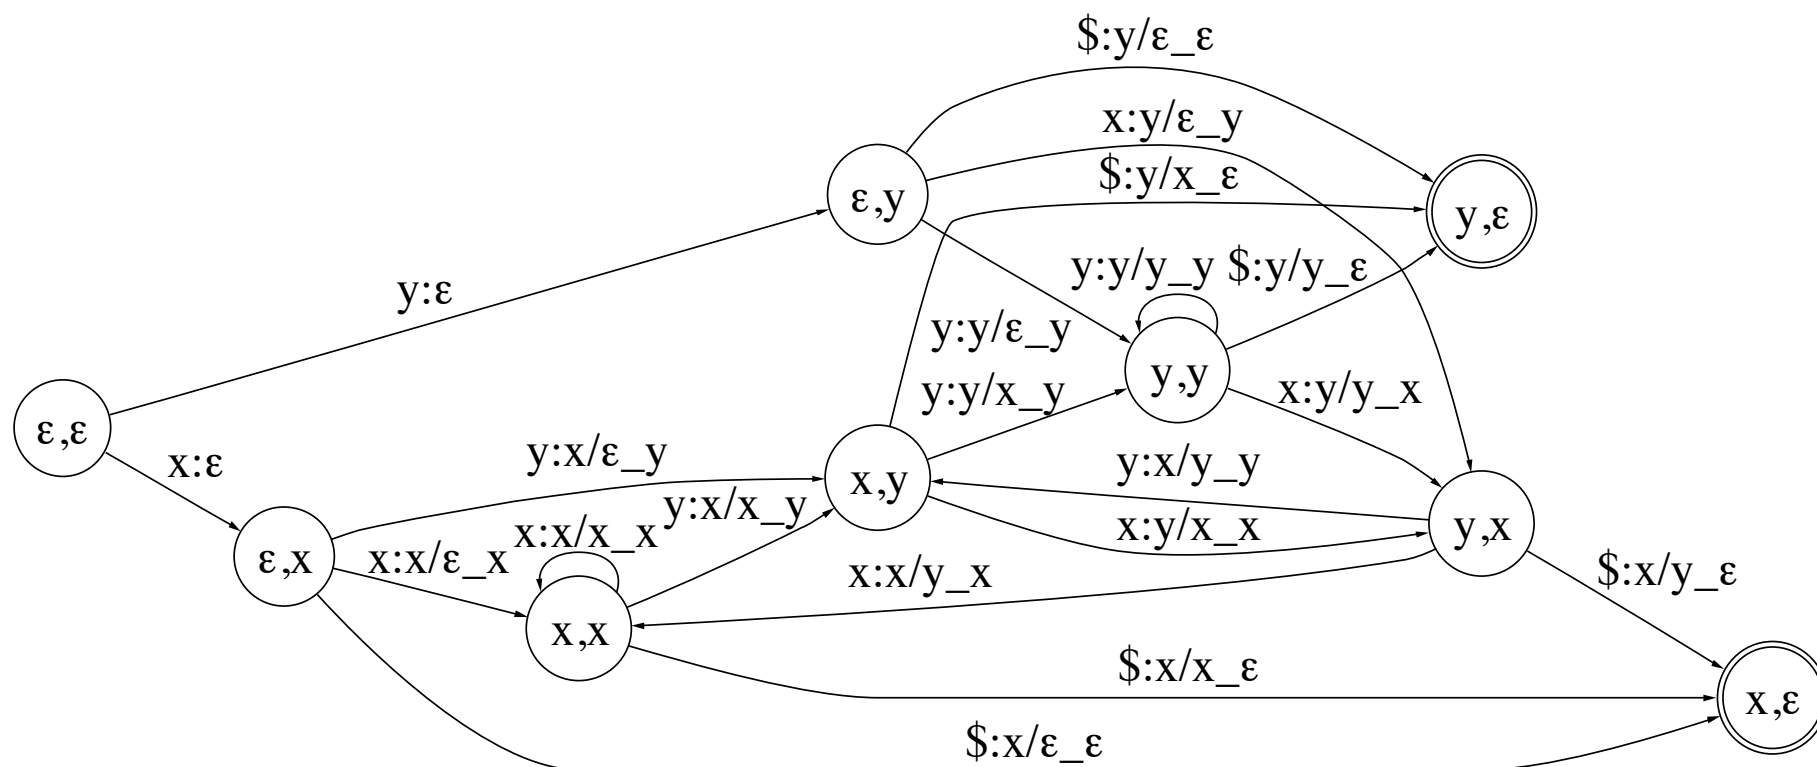 $:y/ε_ε
x:y/ε_y
$:y/x_ε
ε,y
y,ε
y:y/y_y
$:y/y_ε
y:ε
y:y/ε_y
y,y
y:y/x_y
x:y/y_x
ε,ε
x:ε
y:x/ε_y
x,y
y:x/y_y
y:x/x_y
x:y/x_x
y,x
x:x/x_x
ε,x
x:x/ε_x
x:x/y_x
$:x/y_ε
x,x
$:x/x_ε
x,ε
$:x/ε_ε